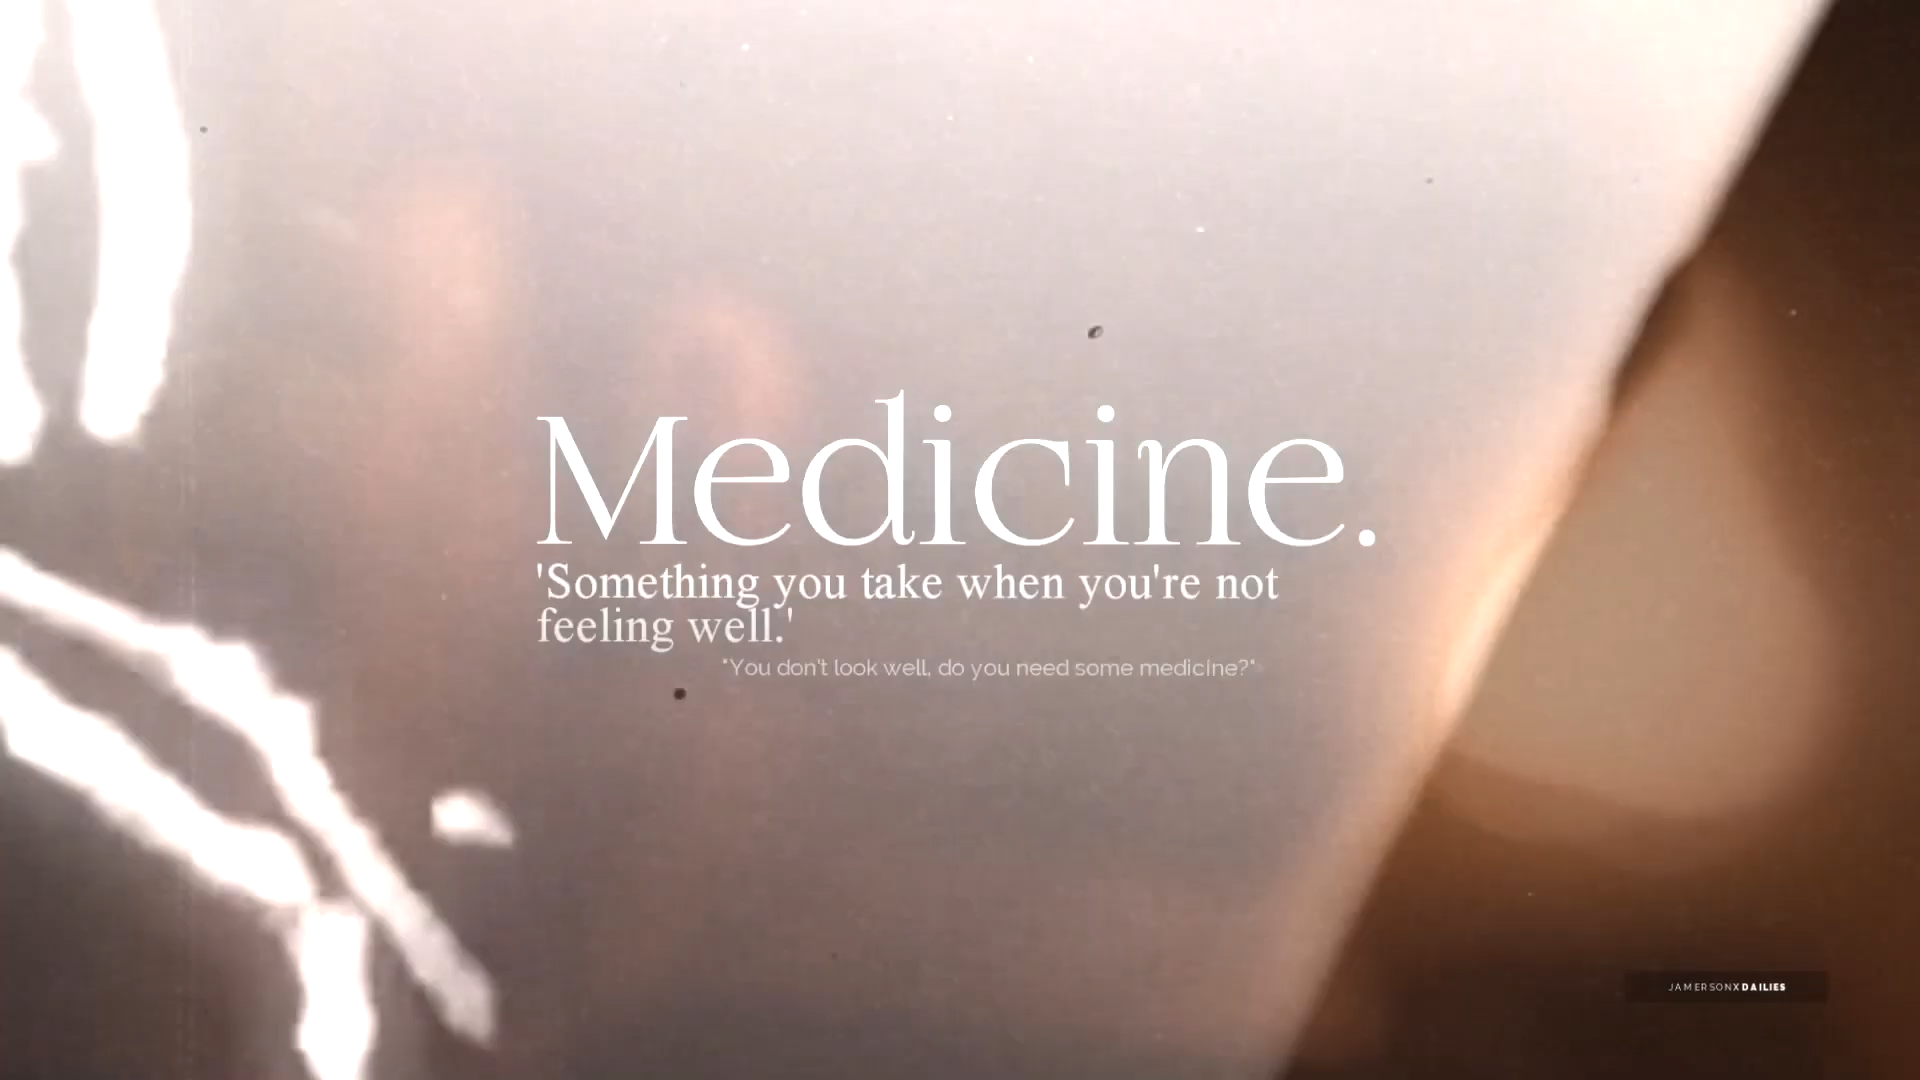 Medicine.
'Something you take when you're not
feeling well.'
"You don't look well, do you need some medicine?"
JAMERSONXDAILIES